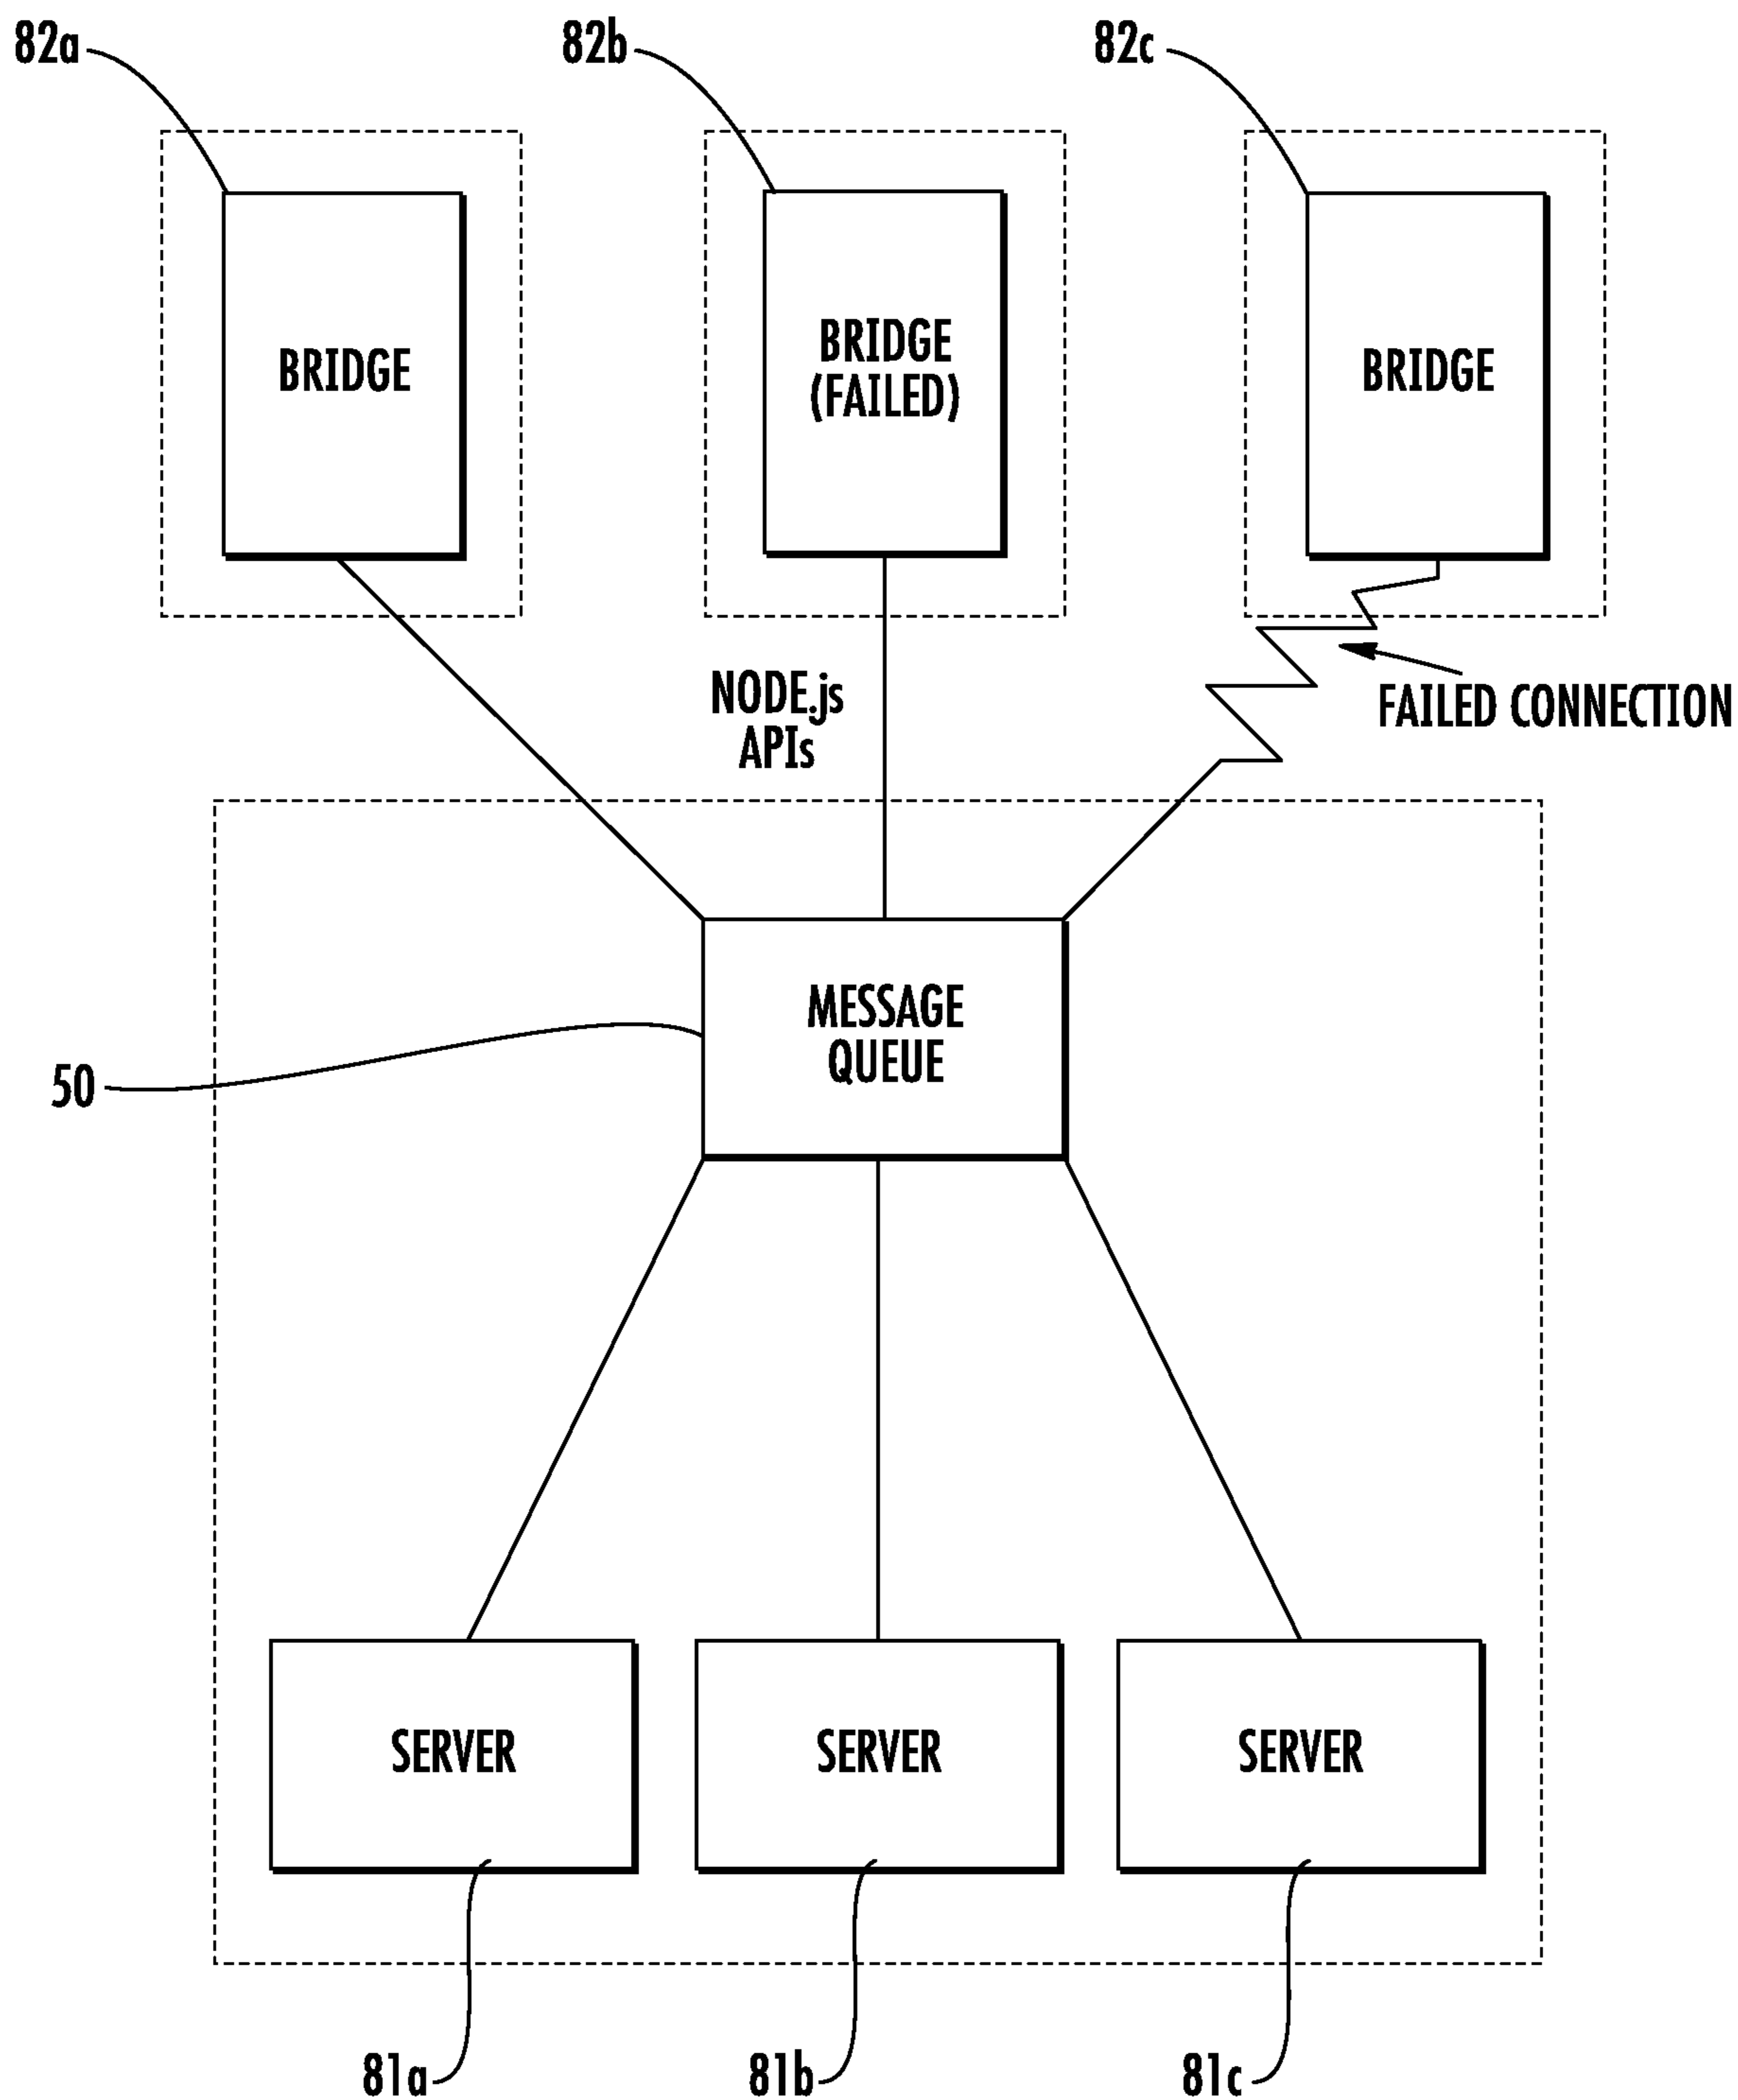 82a
82b
82c
BRIDGE
BRIDGE
(FAILED)
BRIDGE
NODE.js
APIs
FAILED CONNECTION
MESSAGE
QUEUE
50
SERVER
SERVER
SERVER
81a
81b
81c